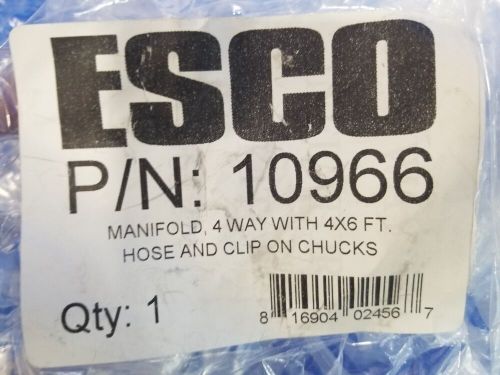 ESCO
P/N: 10966
MANIFOLD, 4 WAY WITH 4X6 FT.
HOSE AND CLIP ON CHUCKS
Qty: 1
8 16904 02456 7